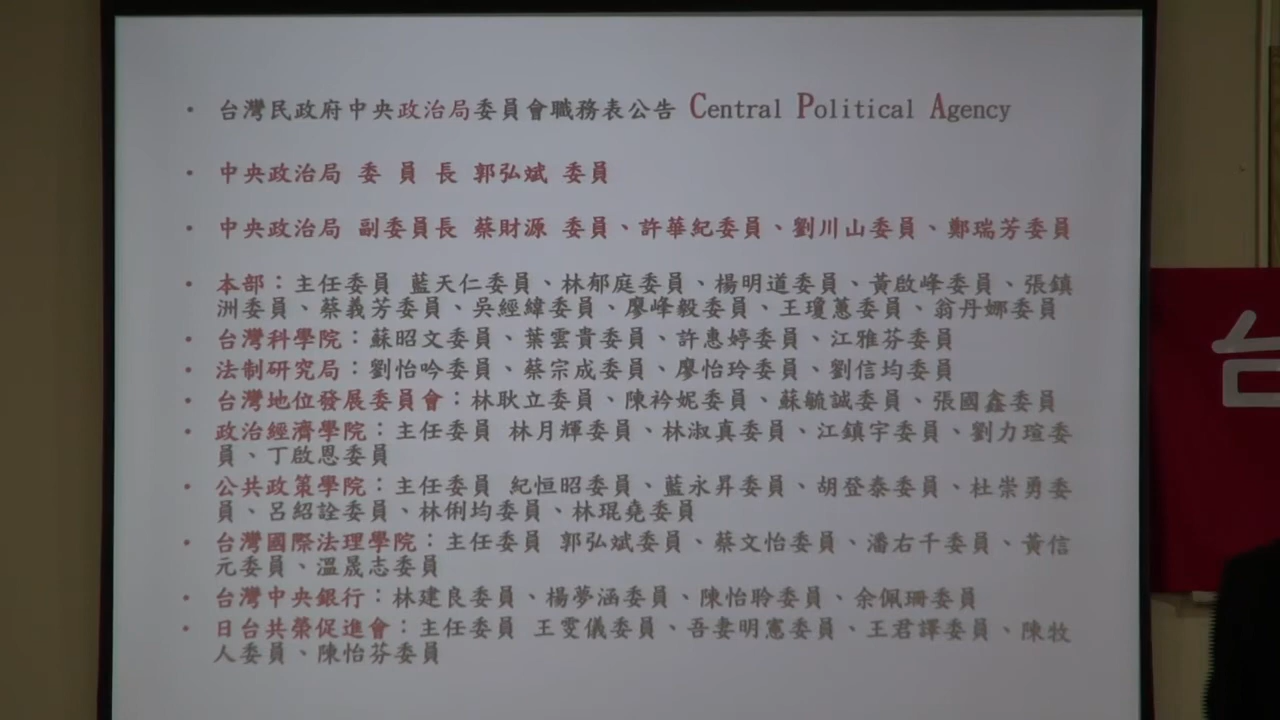 • 台灣民政府中央政治局委員會職務表公告 Central Political Agency
• 中央政治局 委 員 長 郭弘斌 委員
• 中央政治局 副委員長 蔡財源 委員、許華紀委員、劉川山委員、鄭瑞芳委員
• 本部：主任委員 藍天仁委員、林郁庭委員、楊明道委員、黃啟峰委員、張鎮
洲委員、蔡義芳委員、吳經緯委員、廖峰毅委員、王瓊蕙委員、翁丹娜委員
• 台灣科學院：蘇昭文委員、葉雲貴委員、許惠婷委員、江雅芬委員
• 法制研究局：劉怡吟委員、蔡宗成委員、廖怡玲委員、劉信均委員
• 台灣地位發展委員會：林耿立委員、陳衿妮委員、蘇毓誠委員、張國鑫委員
• 政治經濟學院：主任委員 林月輝委員、林淑真委員、江鎮宇委員、劉力瑄委
員、丁啟恩委員
• 公共政策學院：主任委員 紀恒昭委員、藍永昇委員、胡登泰委員、杜崇勇委
員、呂紹詮委員、林俐均委員、林琨堯委員
• 台灣國際法理學院：主任委員 郭弘斌委員、蔡文怡委員、潘右千委員、黃信
元委員、溫晟志委員
• 台灣中央銀行：林建良委員、楊夢涵委員、陳怡聆委員、余佩珊委員
• 日台共榮促進會：主任委員 王雯儀委員、吾妻明憲委員、王君譯委員、陳牧
人委員、陳怡芬委員
台